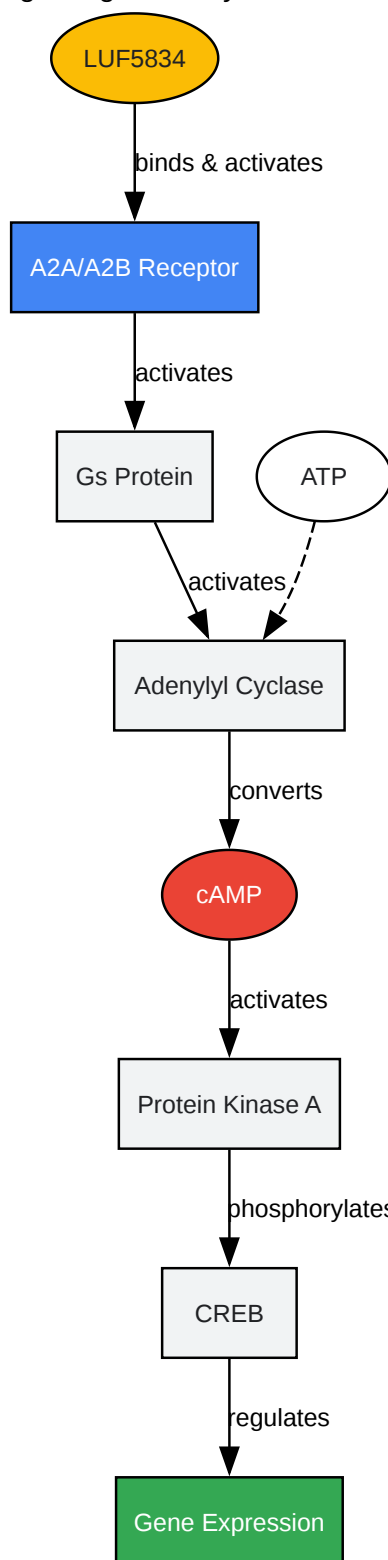 LUF5834
binds & activates
A2A/A2B Receptor
activates
Gs Protein
ATP
activates
Adenylyl Cyclase
converts
cAMP
activates
Protein Kinase A
phosphorylates
CREB
regulates
Gene Expression